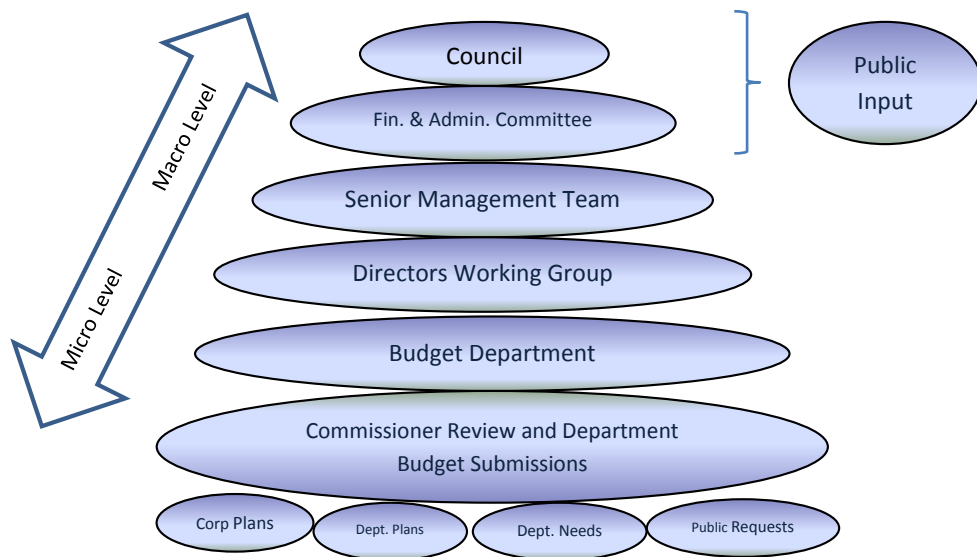 Council
Fin. & Admin. Committee
Senior Management Team
Directors Working Group
Budget Department
Commissioner Review and Department
Budget Submissions
Corp Plans
Dept. Plans
Dept. Needs
Public Requests
Public
Input
Macro Level
Micro Level